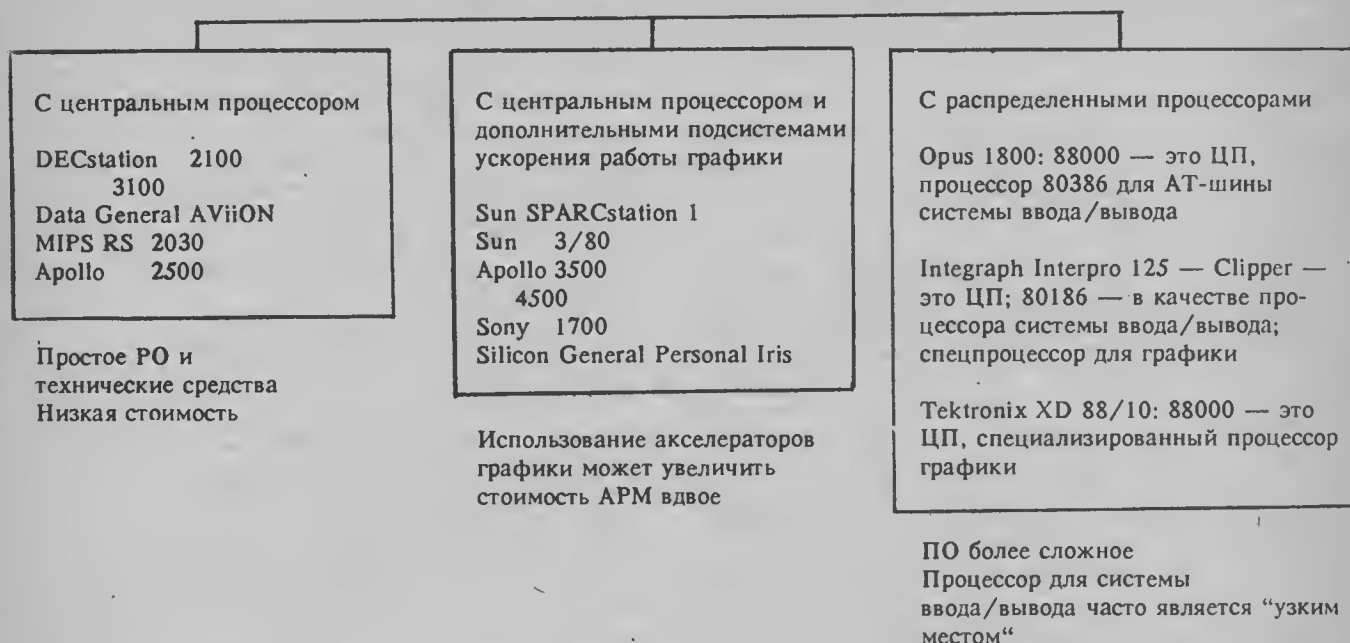 С центральным процессором
DECstation 2100
3100
Data General AViiON
MIPS RS 2030
Apollo 2500
Простое РО и
технические средства
Низкая стоимость
С центральным процессором и
дополнительными подсистемами
ускорения работы графики
Sun SPARCstation 1
Sun 3/80
Apollo 3500
4500
Sony 1700
Silicon General Personal Iris
Использование акселераторов
графики может увеличить
стоимость АРМ вдвое
С распределенными процессорами
Opus 1800: 88000 — это ЦП,
процессор 80386 для АТ-шины
системы ввода/вывода
Integraph Interpro 125 — Clipper —
это ЦП; 80186 — в качестве про-
цессора системы ввода/вывода;
спецпроцессор для графики
Tektronix XD 88/10: 88000 — это
ЦП, специализированный процессор
графики
ПО более сложное
Процессор для системы
ввода/вывода часто является “узким
местом“